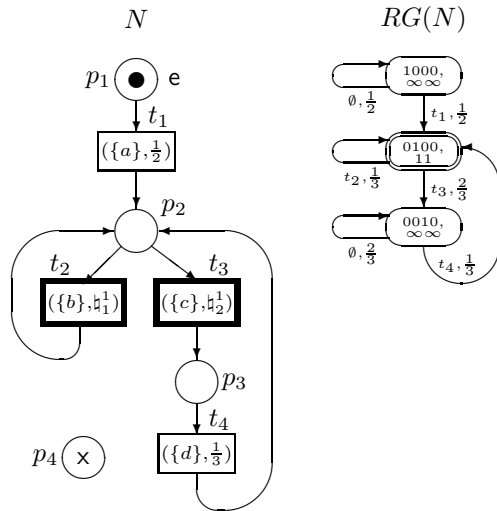 N
RG(N)
p₁
e
t₁
({a},½)
p₂
t₂
t₃
({b},♮¹₁)
({c},♮¹₂)
p₃
t₄
({d},⅓)
p₄
x
1000,
∞∞
∅,½
t₁,½
0100,
11
t₂,⅓
t₃,⅔
0010,
∞∞
∅,⅔
t₄,⅓